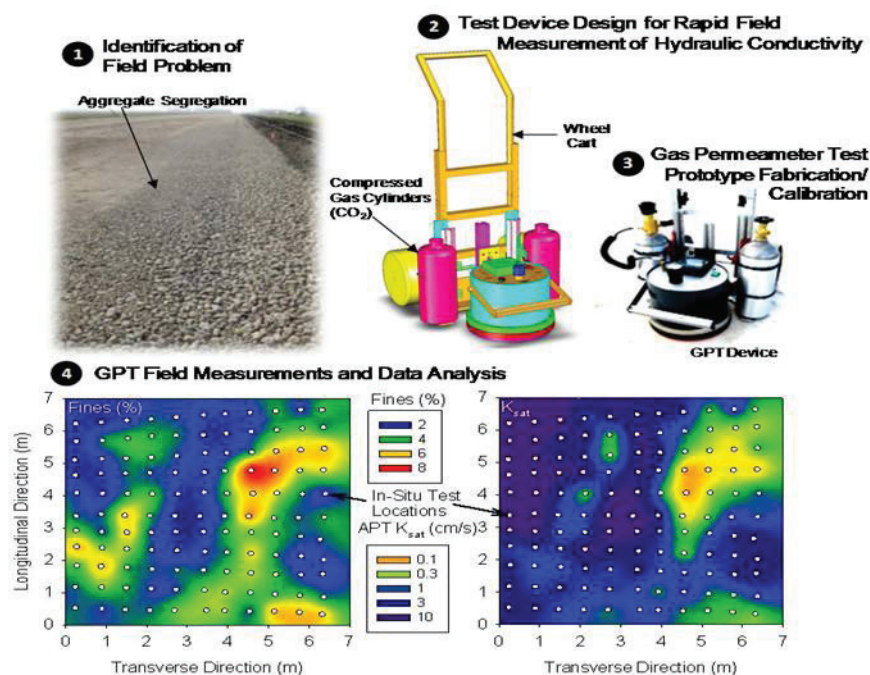 1 Identification of
Field Problem
Aggregate Segregation
2 Test Device Design for Rapid Field
Measurement of Hydraulic Conductivity
Wheel
Cart
Compressed
Gas Cylinders
(CO2)
3 Gas Permeameter Test
Prototype Fabrication/
Calibration
GPT Device
4 GPT Field Measurements and Data Analysis
Fines (%)
7
6
5
4
3
2
1
0
Longitudinal Direction (m)
0 1 2 3 4 5 6 7
Transverse Direction (m)
Fines (%)
2
4
6
8
In-Situ Test
Locations
APT Ksat (cm/s)
0.1
0.3
1
3
10
Ksat
7
6
5
4
3
2
1
0
0 1 2 3 4 5 6 7
Transverse Direction (m)